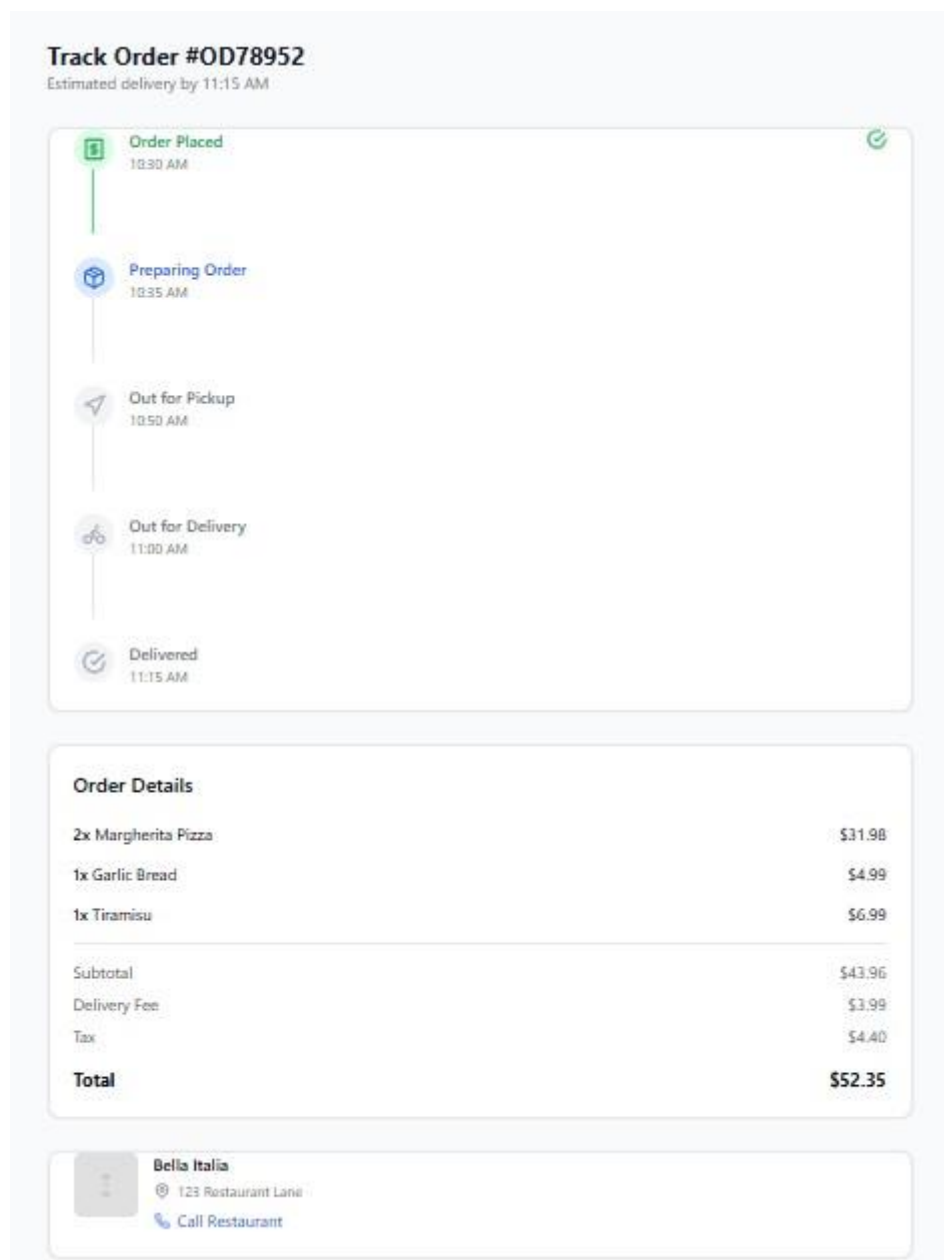 Track Order #OD78952
Estimated delivery by 11:15 AM
Order Placed
10:30 AM
Preparing Order
10:35 AM
Out for Pickup
10:50 AM
Out for Delivery
11:00 AM
Delivered
11:15 AM
Order Details
2x Margherita Pizza $31.98
1x Garlic Bread $4.99
1x Tiramisu $6.99
Subtotal $43.96
Delivery Fee $3.99
Tax $4.40
Total $52.35
Bella Italia
123 Restaurant Lane
Call Restaurant